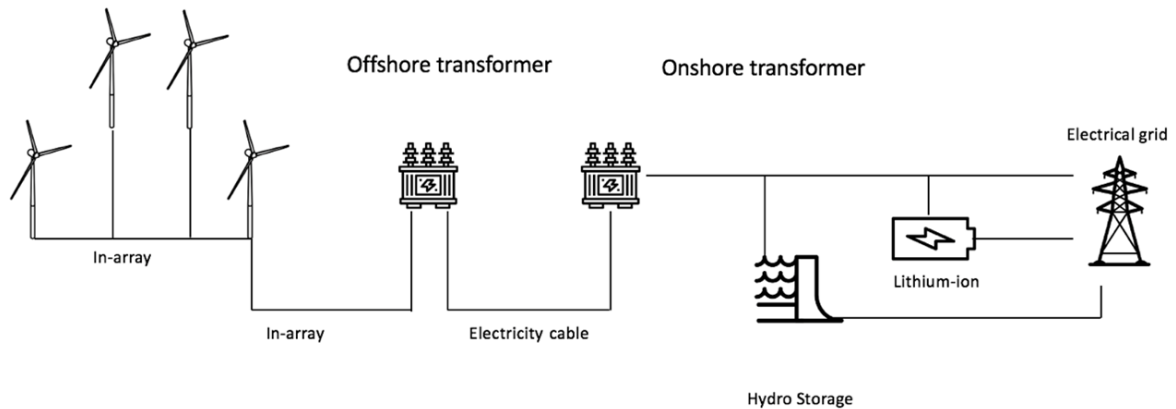 Offshore transformer
Onshore transformer
Electrical grid
In-array
Lithium-ion
In-array
Electricity cable
Hydro Storage